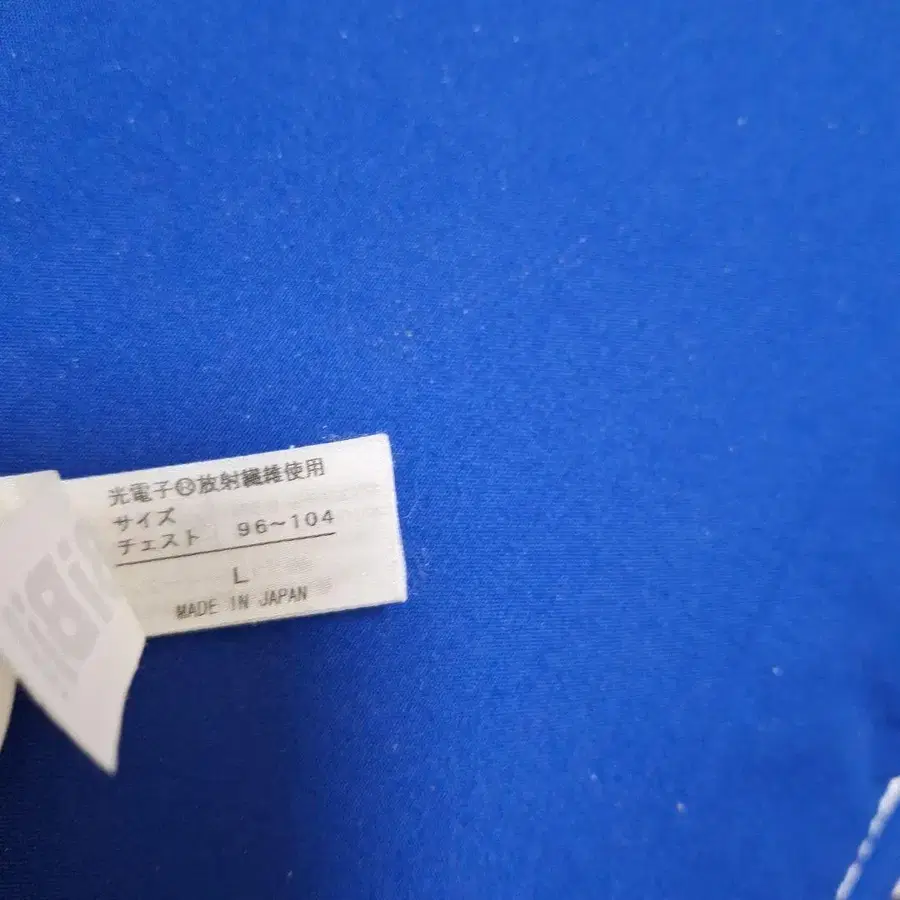 光電子®放射繊維使用
サイズ
チェスト 96~104
L
MADE IN JAPAN